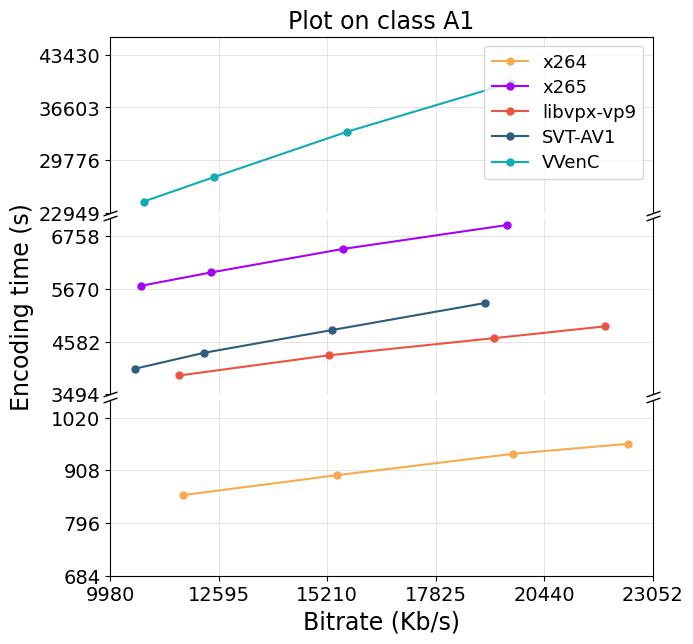 Plot on class A1
x264
x265
libvpx-vp9
SVT-AV1
VVenC
Encoding time (s)
43430
36603
29776
22949
6758
5670
4582
3494
1020
908
796
684
9980 12595 15210 17825 20440 23052
Bitrate (Kb/s)